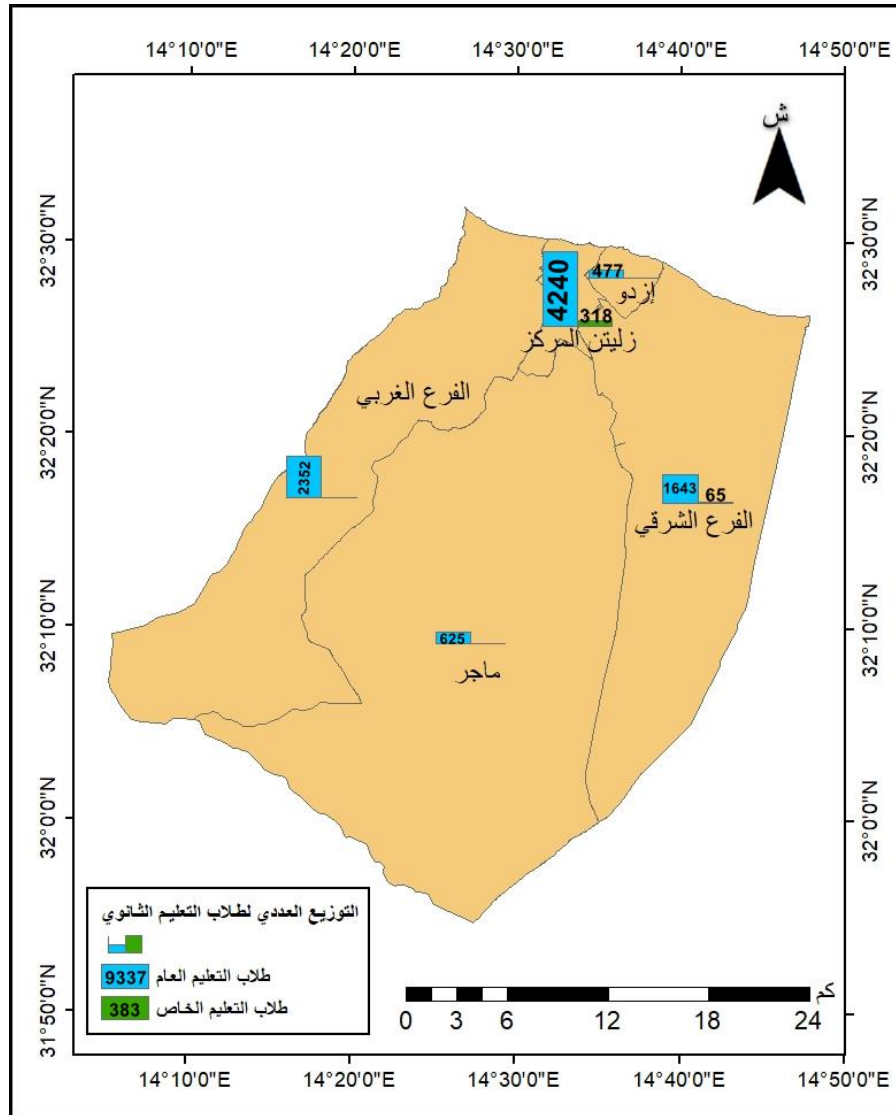 14°10'0"E 14°20'0"E 14°30'0"E 14°40'0"E 14°50'0"E
ش
32°30'0"N
32°30'0"N
4240
477
إزدو
318
زليتن المركز
الفرع الغربي
32°20'0"N
32°20'0"N
2352
1643
65
الفرع الشرقي
32°10'0"N
32°10'0"N
625
ماجر
32°0'0"N
32°0'0"N
التوزيع العددي لطلاب التعليم الثانوي
9337 طلاب التعليم العام
383 طلاب التعليم الخاص
كم
0 3 6 12 18 24
31°50'0"N
14°10'0"E 14°20'0"E 14°30'0"E 14°40'0"E 14°50'0"E